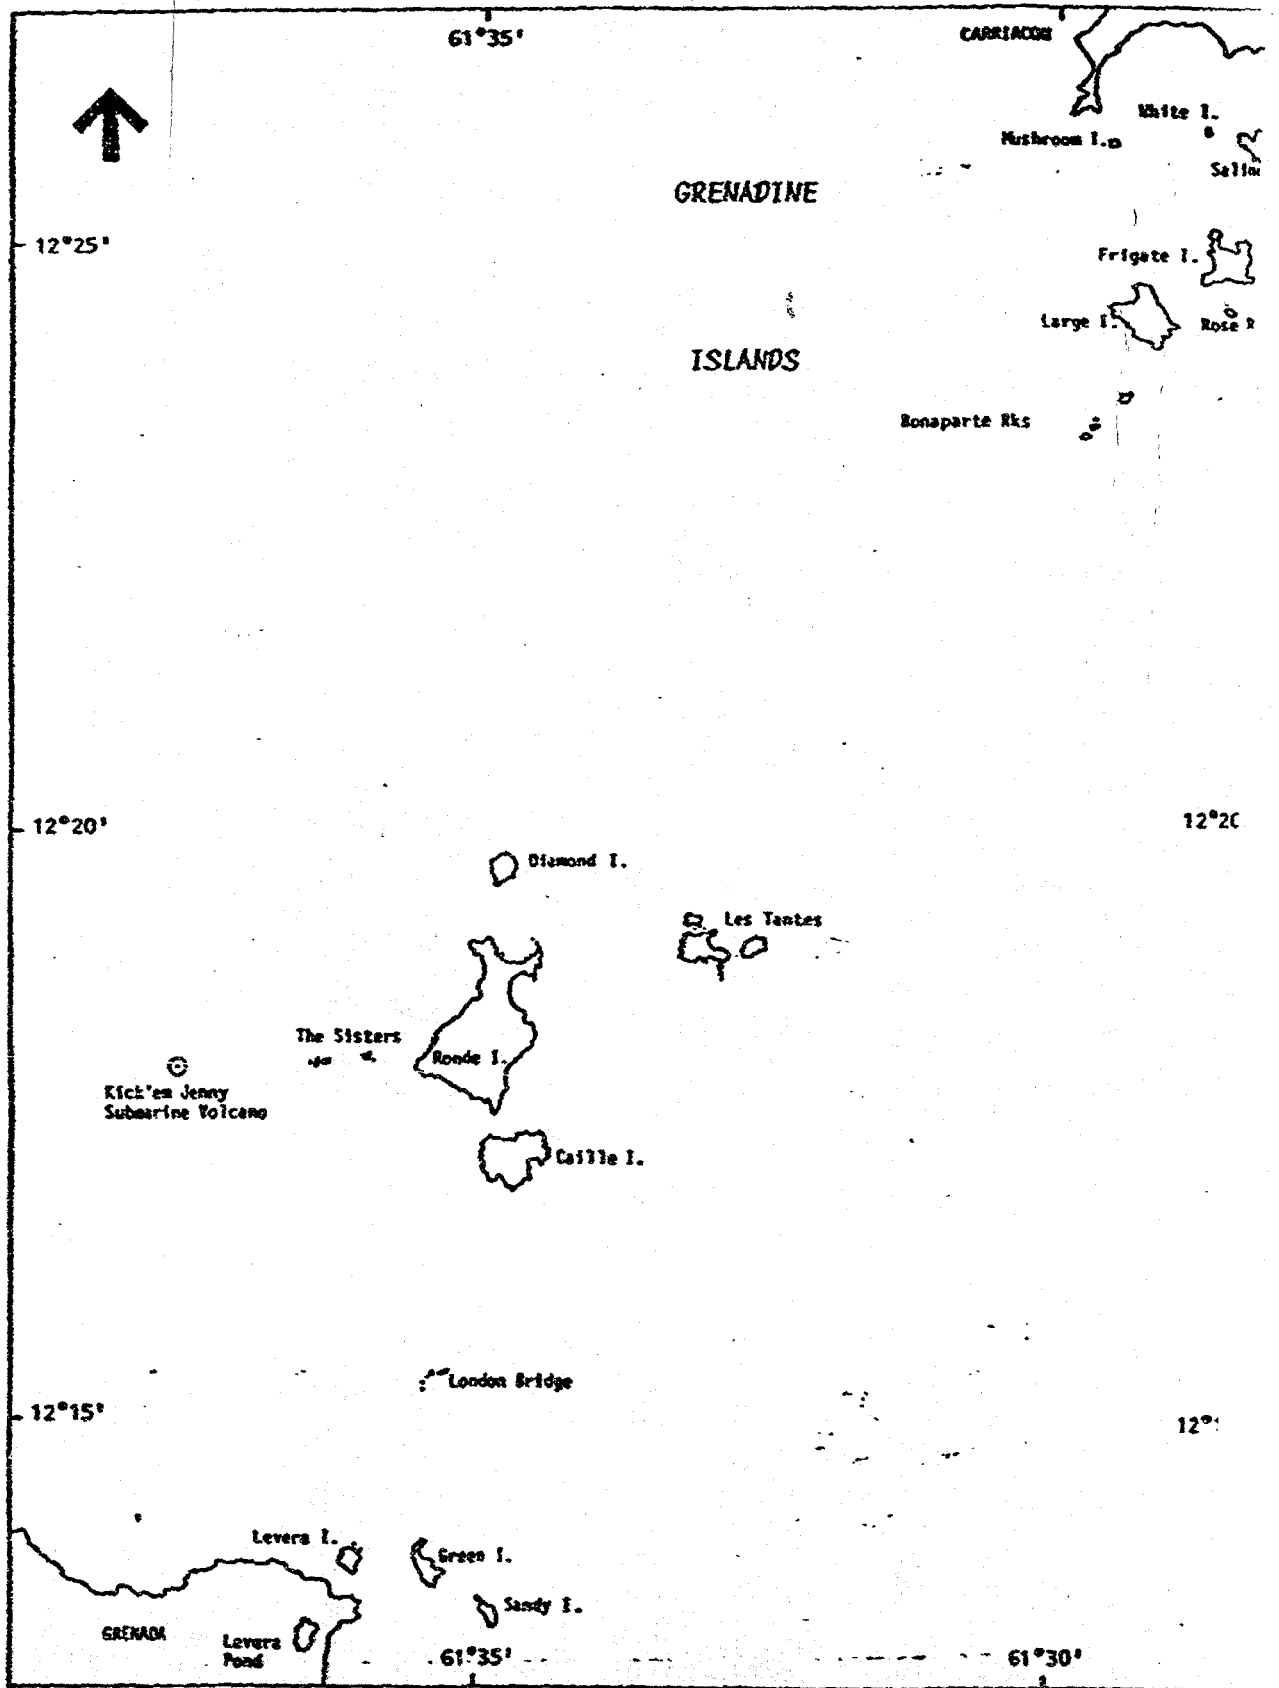 61°35'
CARRIACOU
White I.
Mushroom I.
GRENADINE
12°25'
Frigate I.
Large I.
ISLANDS
Bonaparte Rks
12°20'
Diamond I.
Les Tantes
The Sisters
Ronde I.
Kick'em Jenny
Submarine Volcano
Caille I.
London Bridge
12°15'
Levera I.
Green I.
Sandy I.
GRENADA
Levera
Pond
61°35'
61°30'